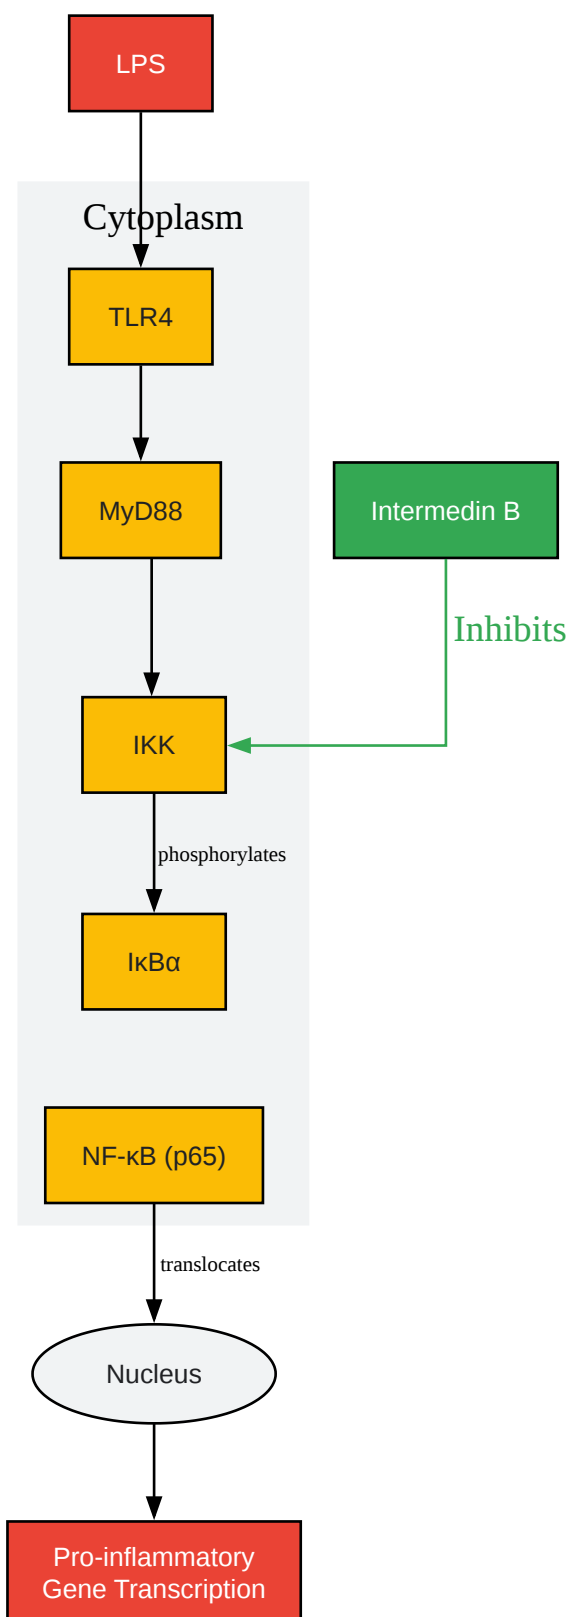 LPS
Cytoplasm
TLR4
MyD88
Intermedin B
Inhibits
IKK
phosphorylates
IκBα
NF-κB (p65)
translocates
Nucleus
Pro-inflammatory
Gene Transcription